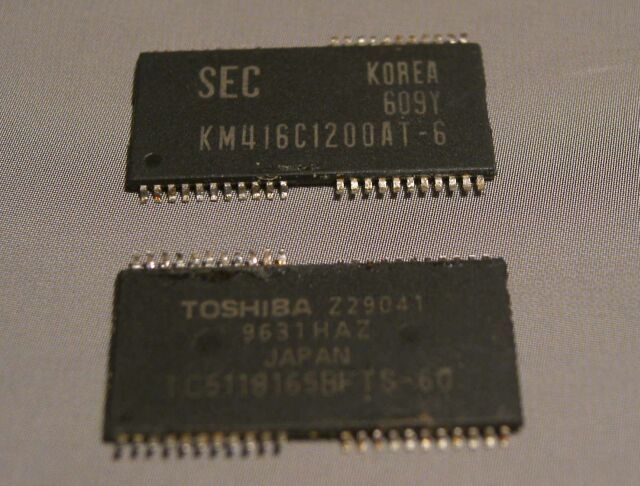 SEC KOREA
609Y
KM416C1200AT-6
TOSHIBA Z29041
9631HAZ
JAPAN
TC5118165BFTS-60